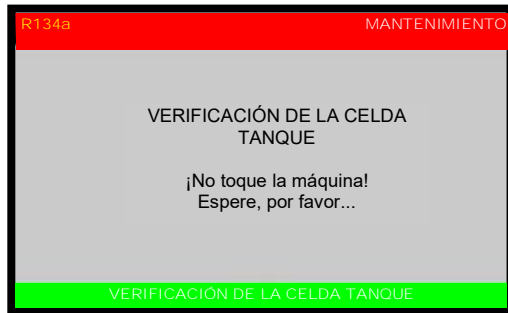 R134a MANTENIMIENTO
VERIFICACIÓN DE LA CELDA
TANQUE
¡No toque la máquina!
Espere, por favor...
VERIFICACIÓN DE LA CELDA TANQUE